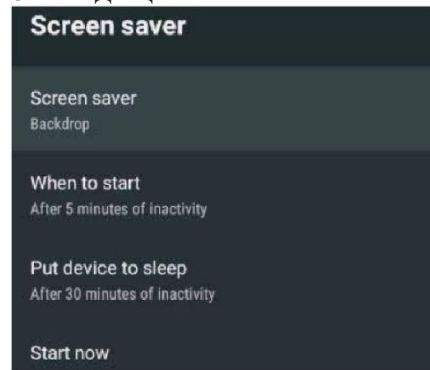 Screen saver
Screen saver
Backdrop
When to start
After 5 minutes of inactivity
Put device to sleep
After 30 minutes of inactivity
Start now